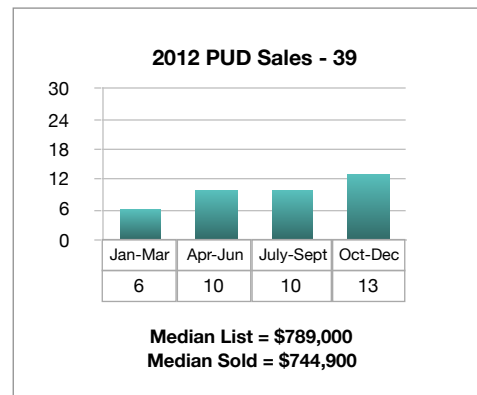 2012 PUD Sales - 39
30
24
18
12
6
0
Jan-Mar Apr-Jun July-Sept Oct-Dec
6 10 10 13
Median List = $789,000
Median Sold = $744,900